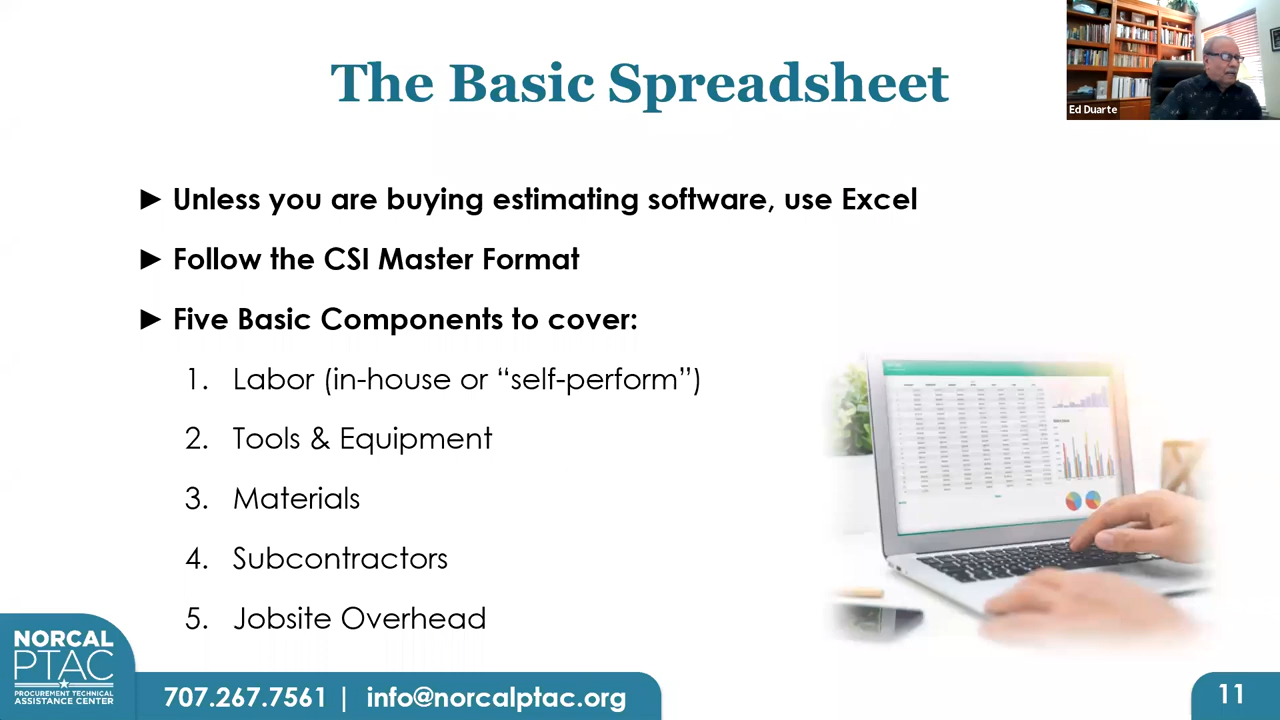 The Basic Spreadsheet
Ed Duarte
► Unless you are buying estimating software, use Excel
► Follow the CSI Master Format
► Five Basic Components to cover:
1. Labor (in-house or “self-perform”)
2. Tools & Equipment
3. Materials
4. Subcontractors
5. Jobsite Overhead
NORCAL
PTAC
PROCUREMENT TECHNICAL
ASSISTANCE CENTER
707.267.7561 | info@norcalptac.org
11